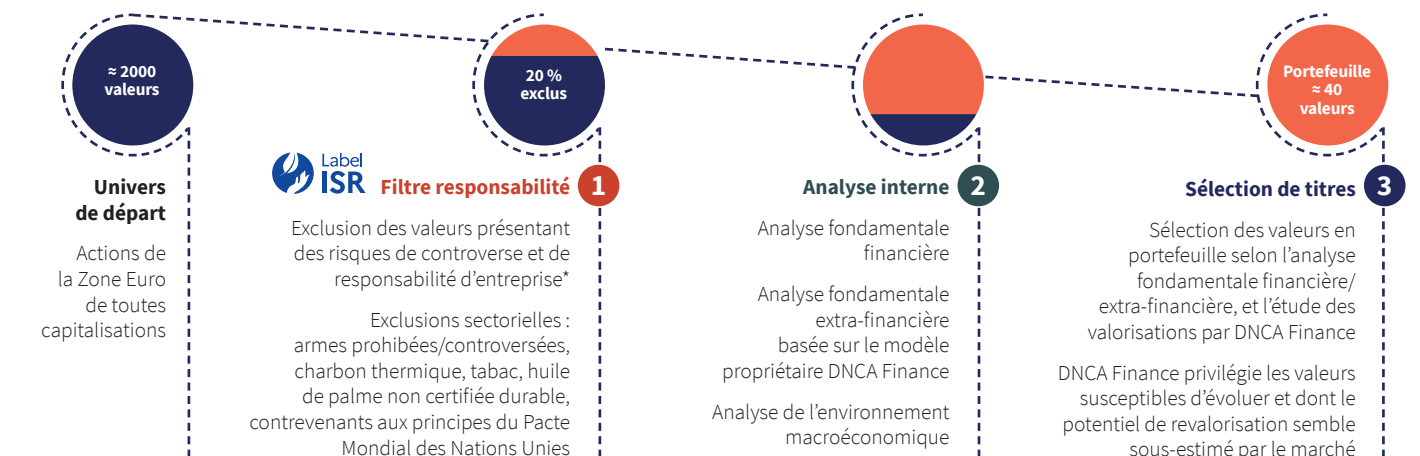 ≈ 2000
valeurs
Univers
de départ
Actions de
la Zone Euro
de toutes
capitalisations
20 %
exclus
Label
ISR
Filtre responsabilité 1
Exclusion des valeurs présentant
des risques de controverse et de
responsabilité d'entreprise*
Exclusions sectorielles :
armes prohibées/controversées,
charbon thermique, tabac, huile
de palme non certifiée durable,
contrevenants aux principes du Pacte
Mondial des Nations Unies
Analyse interne 2
Analyse fondamentale
financière
Analyse fondamentale
extra-financière
basée sur le modèle
propriétaire DNCA Finance
Analyse de l'environnement
macroéconomique
Portefeuille
≈ 40
valeurs
Sélection de titres 3
Sélection des valeurs en
portefeuille selon l'analyse
fondamentale financière/
extra-financière, et l'étude des
valorisations par DNCA Finance
DNCA Finance privilégie les valeurs
susceptibles d'évoluer et dont le
potentiel de revalorisation semble
sous-estimé par le marché